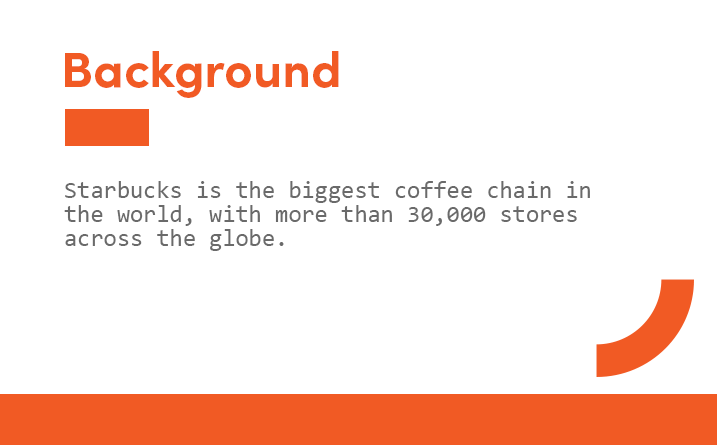 Background
Starbucks is the biggest coffee chain in
the world, with more than 30,000 stores
across the globe.